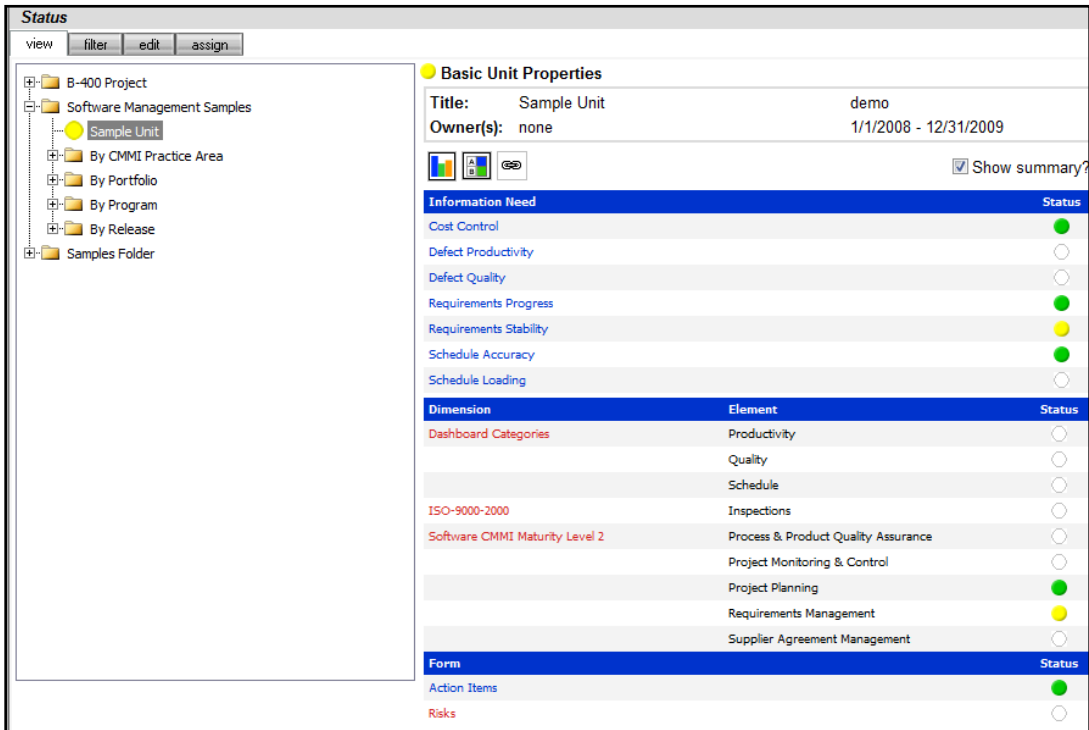 Status
view filter edit assign
B-400 Project
Software Management Samples
Sample Unit
By CMMI Practice Area
By Portfolio
By Program
By Release
Samples Folder
Basic Unit Properties
Title: Sample Unit demo
Owner(s): none 1/1/2008 - 12/31/2009
A
B
Show summary?
Information Need Status
Cost Control
Defect Productivity
Defect Quality
Requirements Progress
Requirements Stability
Schedule Accuracy
Schedule Loading
Dimension Element Status
Dashboard Categories Productivity
Quality
Schedule
ISO-9000-2000 Inspections
Software CMMI Maturity Level 2 Process & Product Quality Assurance
Project Monitoring & Control
Project Planning
Requirements Management
Supplier Agreement Management
Form Status
Action Items
Risks